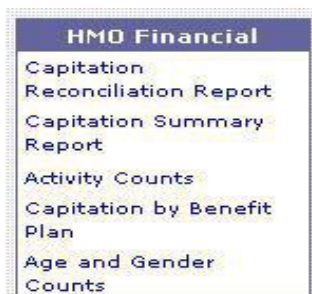 HMO Financial
Capitation
Reconciliation Report
Capitation Summary
Report
Activity Counts
Capitation by Benefit
Plan
Age and Gender
Counts